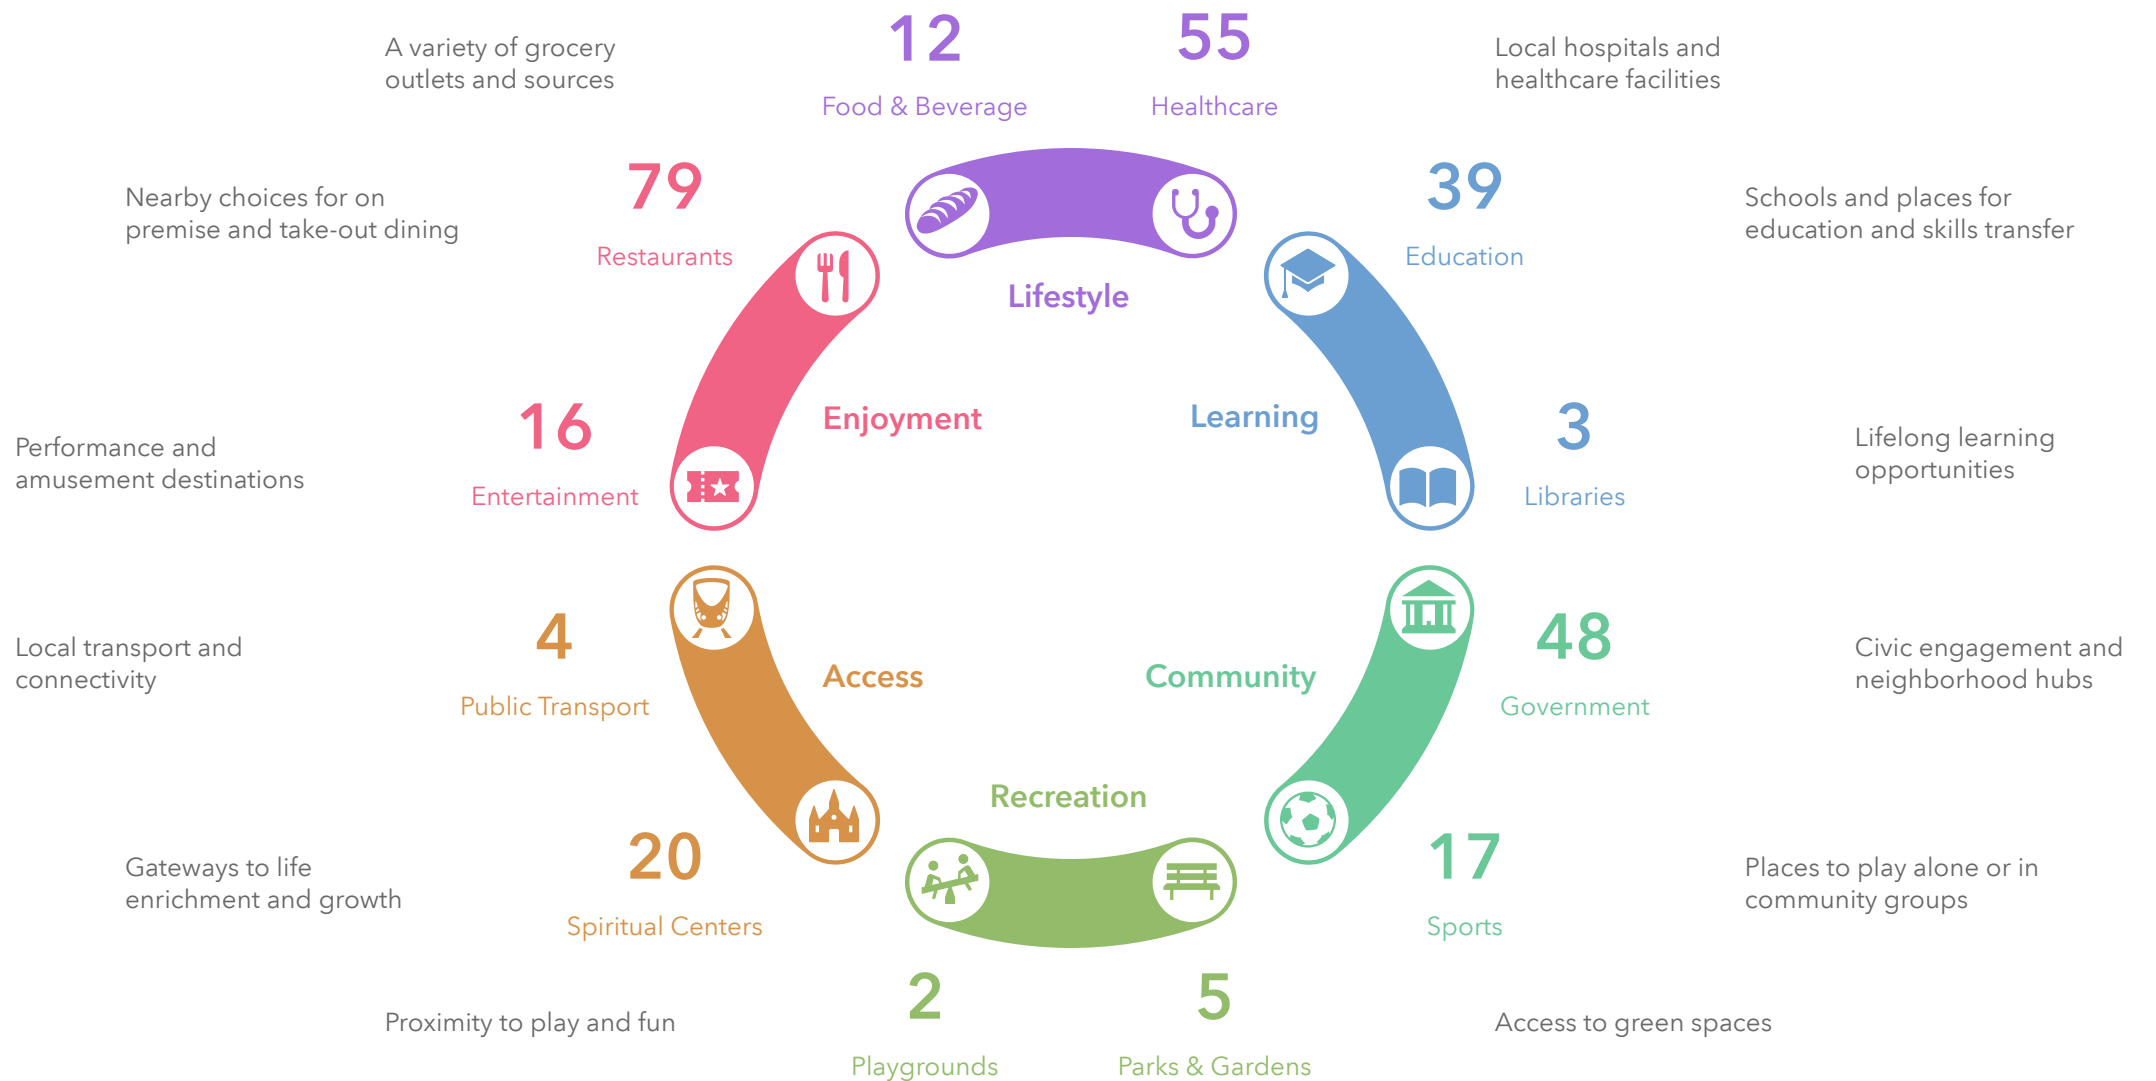 12
55
A variety of grocery
outlets and sources
Local hospitals and
healthcare facilities
Food & Beverage
Healthcare
79
39
Nearby choices for on
premise and take-out dining
Schools and places for
education and skills transfer
Restaurants
Education
Lifestyle
Enjoyment
Learning
16
3
Performance and
amusement destinations
Lifelong learning
opportunities
Entertainment
Libraries
4
48
Local transport and
connectivity
Civic engagement and
neighborhood hubs
Access
Community
Public Transport
Government
Recreation
20
17
Gateways to life
enrichment and growth
Places to play alone or in
community groups
Spiritual Centers
Sports
2
5
Proximity to play and fun
Access to green spaces
Playgrounds
Parks & Gardens